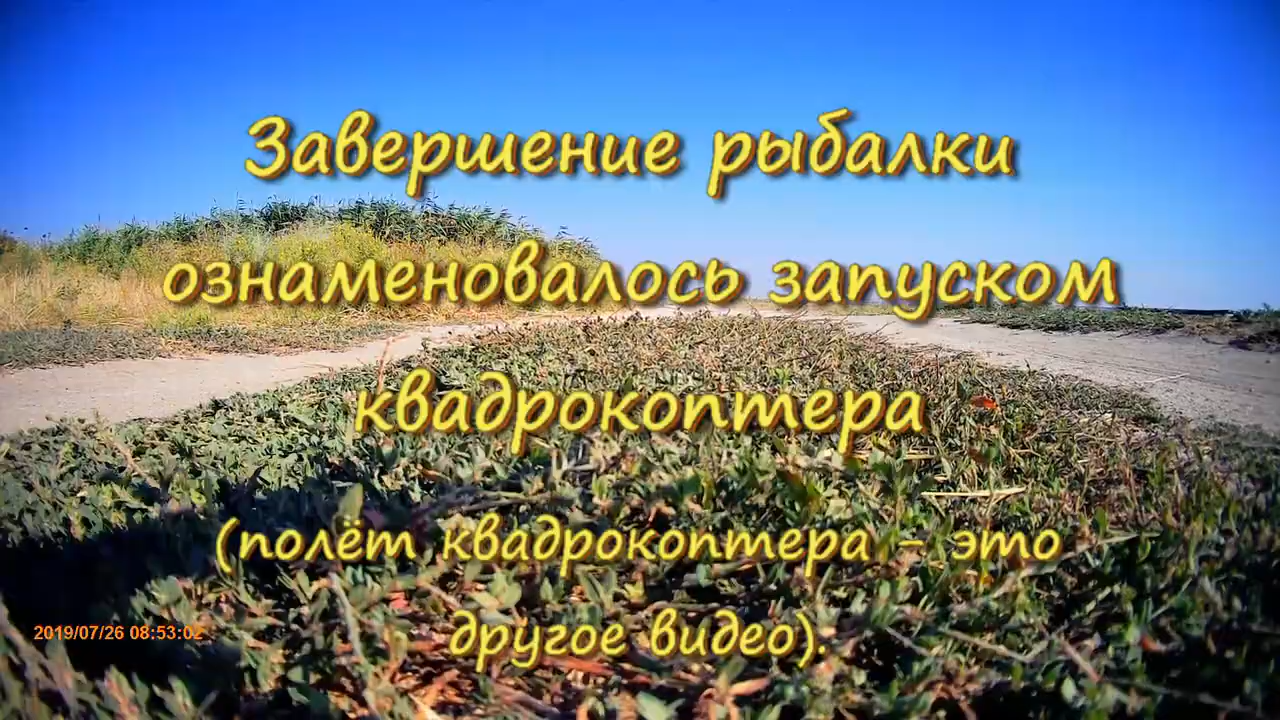 Завершение рыбалки
ознаменовалось запуском
квадрокоптера
(полёт квадрокоптера - это
другое видео).
2019/07/26 08:53:02